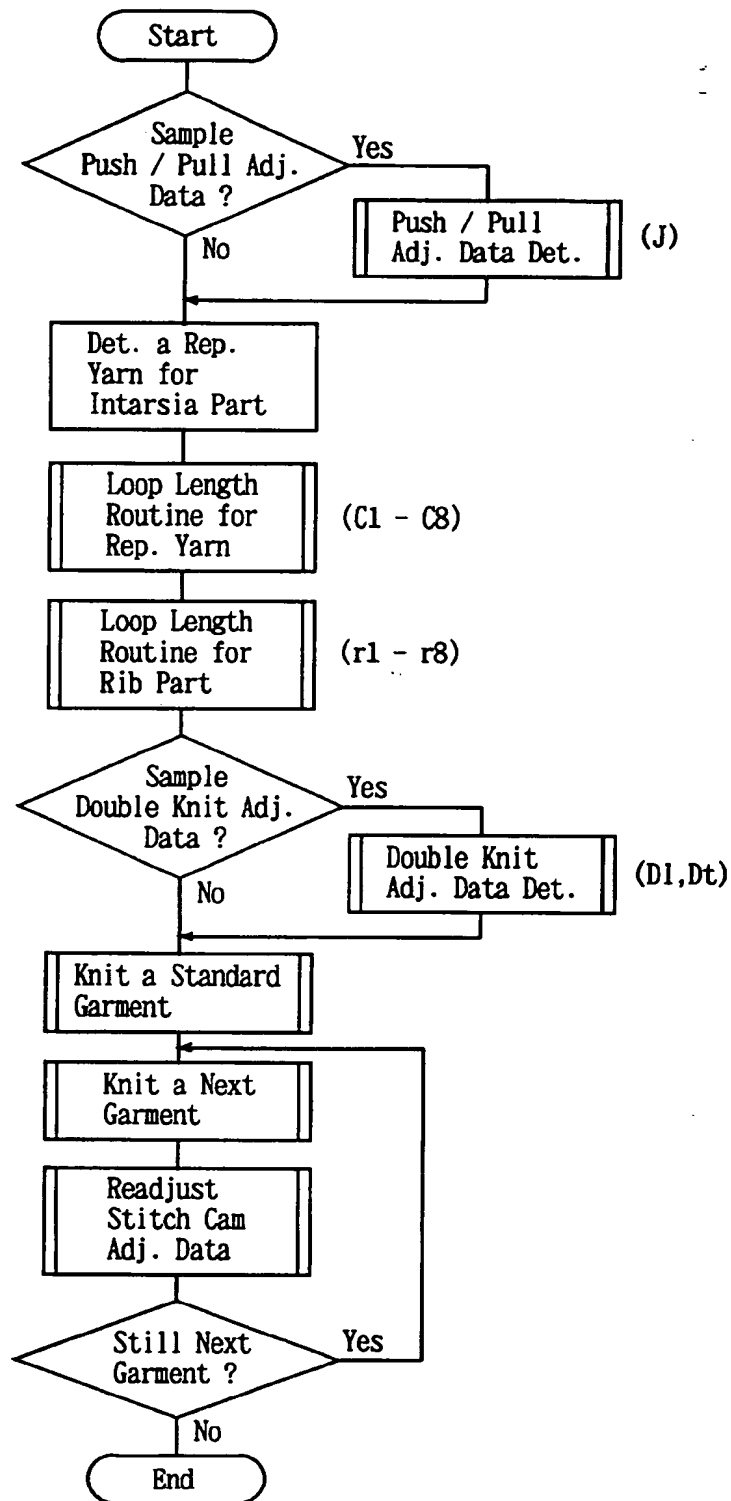 Start
Sample
Push / Pull Adj.
Data ?
Yes
Push / Pull
Adj. Data Det.
(J)
No
Det. a Rep.
Yarn for
Intarsia Part
Loop Length
Routine for
Rep. Yarn
(C1 - C8)
Loop Length
Routine for
Rib Part
(r1 - r8)
Sample
Double Knit Adj.
Data ?
Yes
Double Knit
Adj. Data Det.
(D1,Dt)
No
Knit a Standard
Garment
Knit a Next
Garment
Readjust
Stitch Cam
Adj. Data
Still Next
Garment ?
Yes
No
End